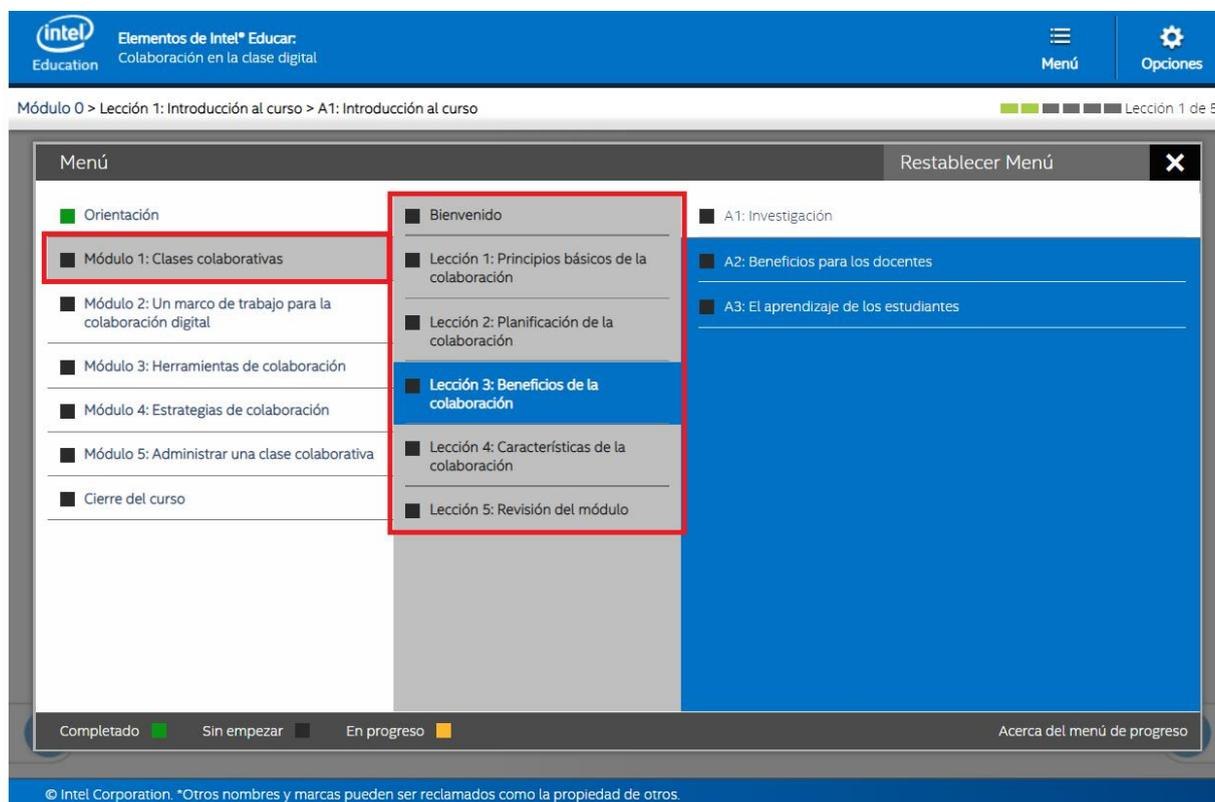 intel
Education
Elementos de Intel® Educar:
Colaboración en la clase digital
Menú
Opciones
Módulo 0 > Lección 1: Introducción al curso > A1: Introducción al curso
Lección 1 de 5
Menú
Restablecer Menú
X
Orientación
Módulo 1: Clases colaborativas
Módulo 2: Un marco de trabajo para la
colaboración digital
Módulo 3: Herramientas de colaboración
Módulo 4: Estrategias de colaboración
Módulo 5: Administrar una clase colaborativa
Cierre del curso
Bienvenido
Lección 1: Principios básicos de la
colaboración
Lección 2: Planificación de la
colaboración
Lección 3: Beneficios de la
colaboración
Lección 4: Características de la
colaboración
Lección 5: Revisión del módulo
A1: Investigación
A2: Beneficios para los docentes
A3: El aprendizaje de los estudiantes
Completado
Sin empezar
En progreso
Acerca del menú de progreso
© Intel Corporation. *Otros nombres y marcas pueden ser reclamados como la propiedad de otros.